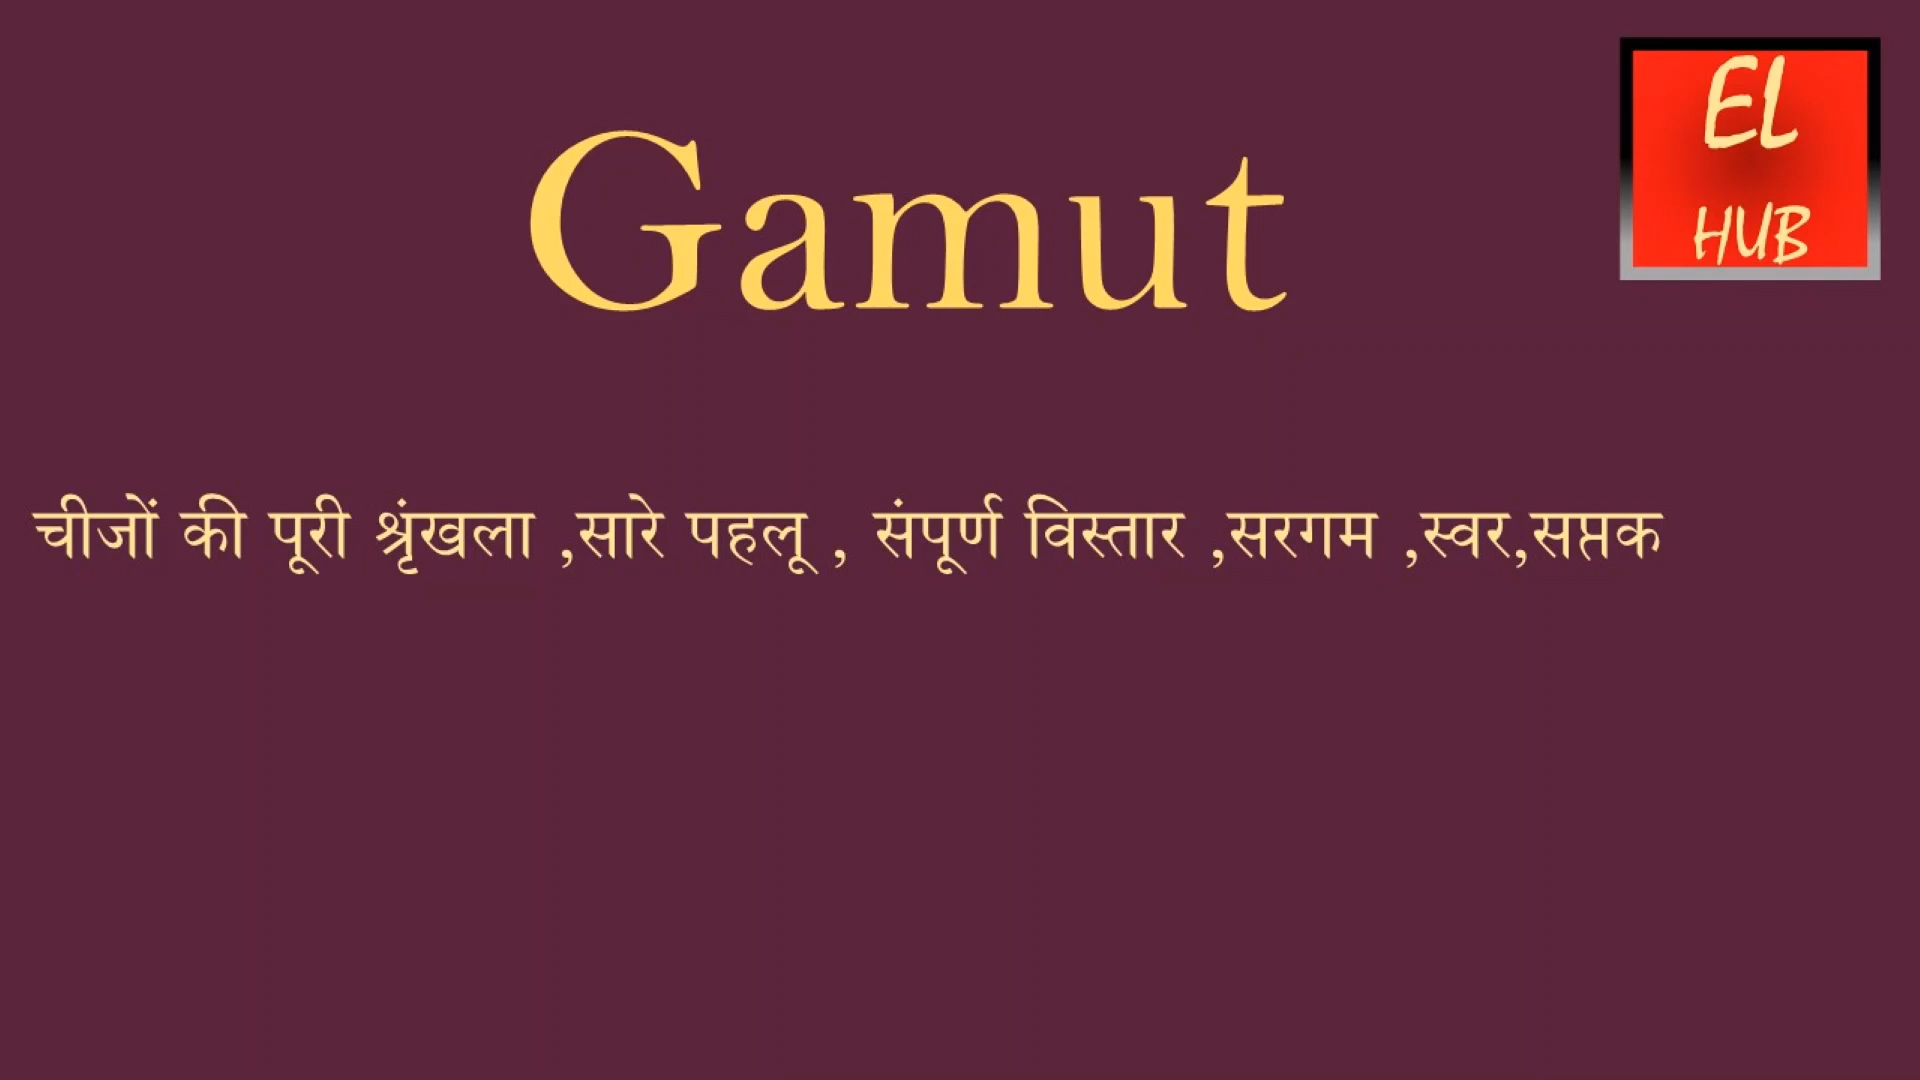 Gamut
EL
HUB
चीजों की पूरी श्रृंखला ,सारे पहलू , संपूर्ण विस्तार ,सरगम ,स्वर,सप्तक